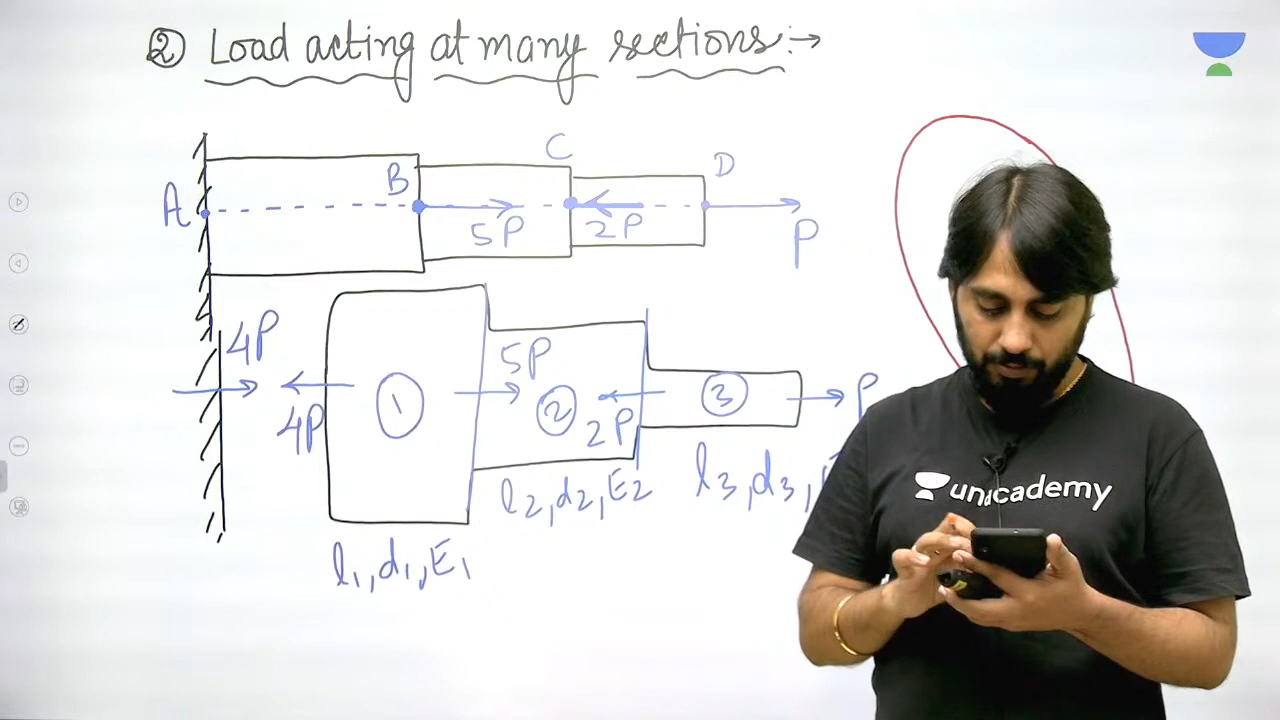 ② Load acting at many sections:→
A
B
C
D
5P
2P
P
4P
4P
①
5P
②
2P
③
P
l1, d1, E1
l2, d2, E2
l3, d3,
unacademy